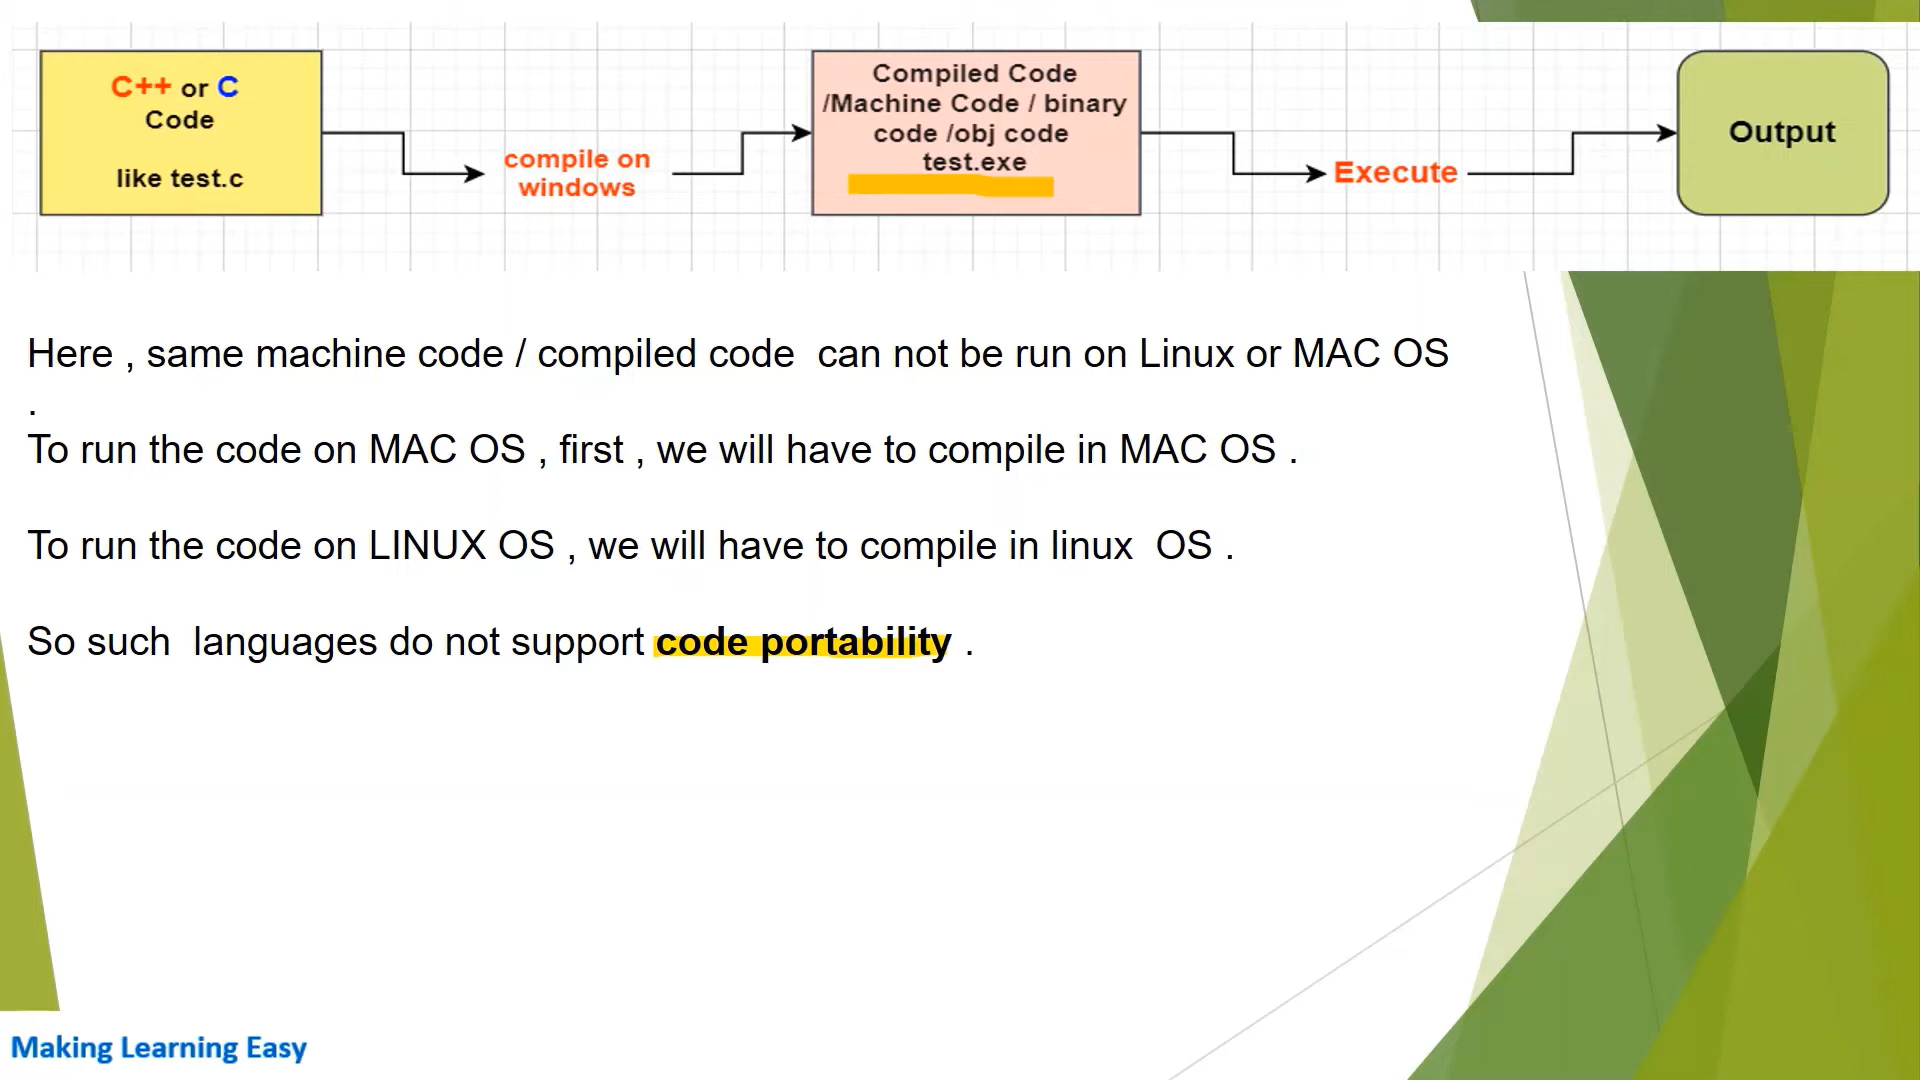 C++ or C
Code
like test.c
compile on
windows
Compiled Code
/Machine Code / binary
code /obj code
test.exe
Execute
Output
Here , same machine code / compiled code  can not be run on Linux or MAC OS
.
To run the code on MAC OS , first , we will have to compile in MAC OS .
To run the code on LINUX OS , we will have to compile in linux  OS .
So such  languages do not support code portability .
Making Learning Easy